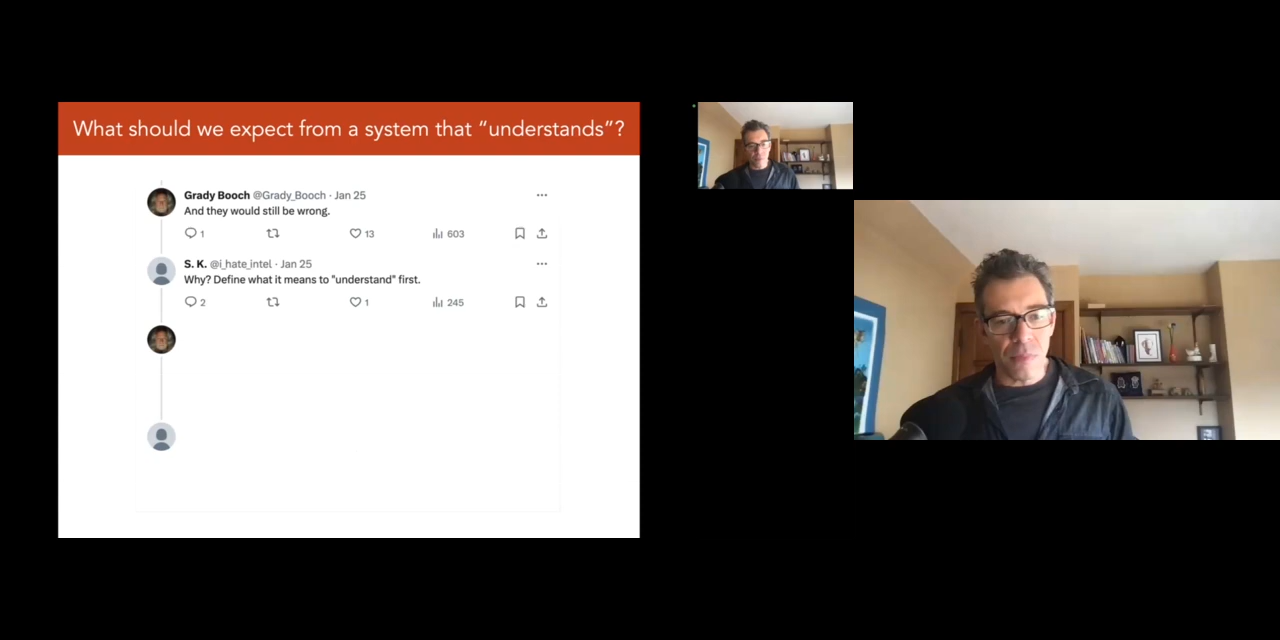 What should we expect from a system that “understands”?
Grady Booch @Grady_Booch · Jan 25
And they would still be wrong.
1 13 603
S. K. @i_hate_intel · Jan 25
Why? Define what it means to "understand" first.
2 1 245